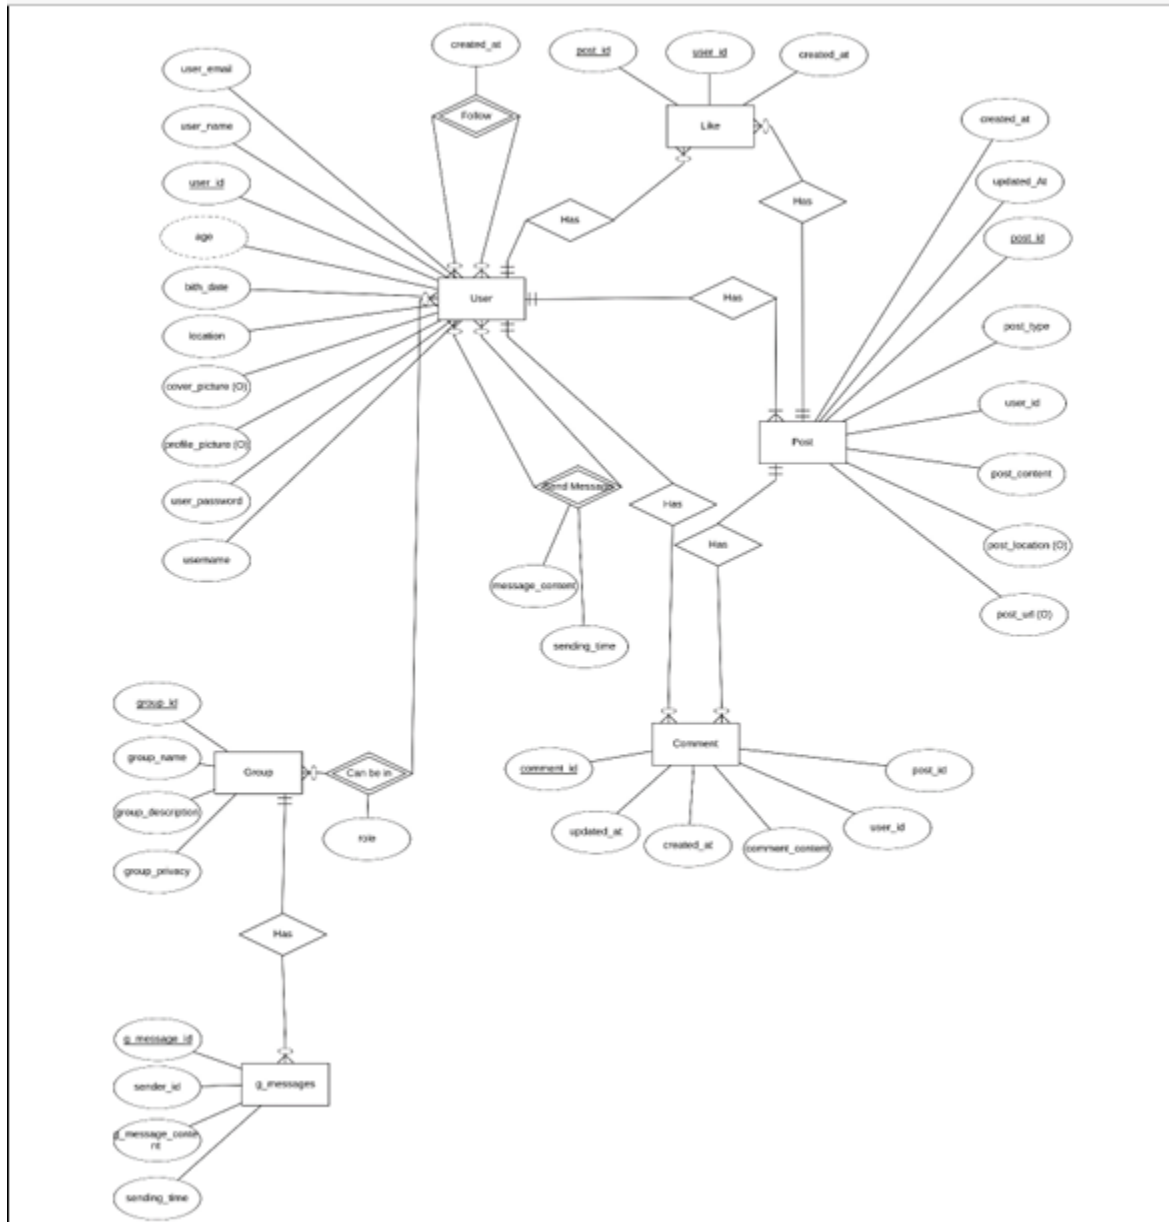 created_at
post_id
user_id
created_at
user_email
user_name
Follow
Like
created_at
user_id
updated_At
Has
Has
age
post_id
bith_date
User
Has
location
post_type
cover_picture (O)
user_id
profile_picture (O)
Post
post_content
user_password
Send Message
Has
Has
post_location (O)
username
message_content
post_url (O)
sending_time
group_id
group_name
Group
Can be in
Comment
comment_id
post_id
group_description
role
updated_at
created_at
comment_content
user_id
group_privacy
Has
g_message_id
sender_id
g_messages
g_message_conte
nt
sending_time